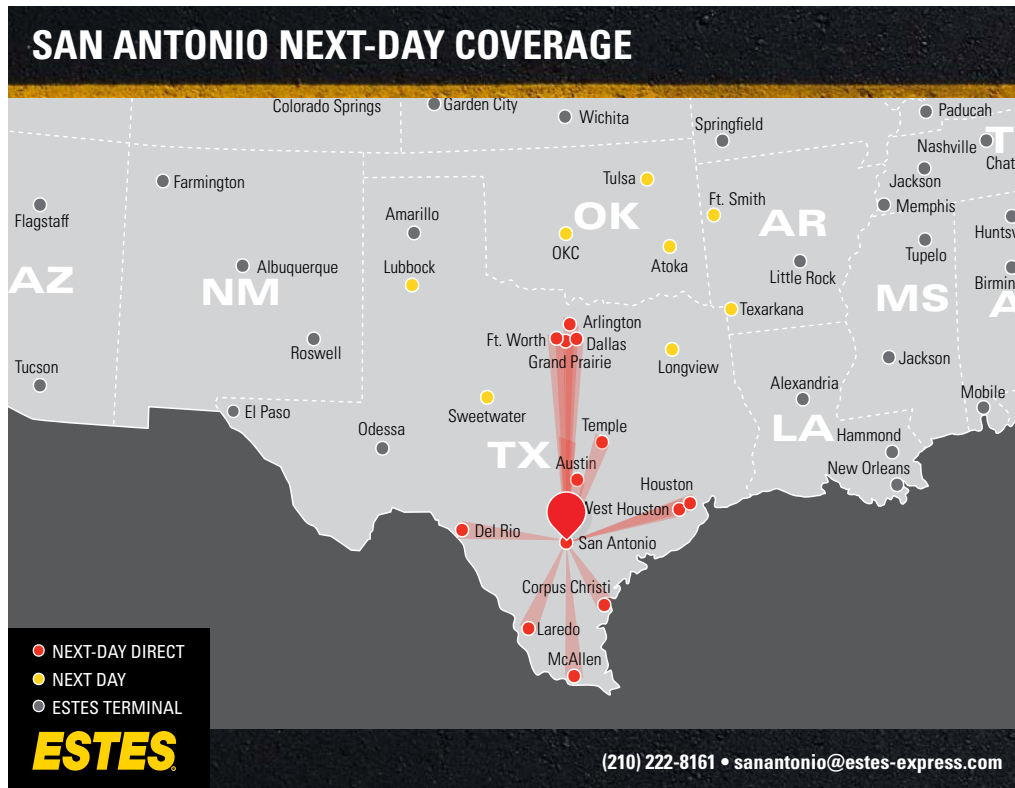 SAN ANTONIO NEXT-DAY COVERAGE
Colorado Springs
Garden City
Wichita
Springfield
Paducah
Nashville
T
Chat
Farmington
Tulsa
Ft. Smith
Jackson
Memphis
Flagstaff
Amarillo
OK
AR
Huntsv
OKC
Atoka
Tupelo
Albuquerque
Lubbock
Little Rock
Birmin
AZ
NM
MS
A
Texarkana
Arlington
Ft. Worth
Dallas
Grand Prairie
Longview
Roswell
Jackson
Tucson
Alexandria
Mobile
El Paso
Sweetwater
Odessa
Temple
LA
Hammond
TX
Austin
New Orleans
Houston
West Houston
Del Rio
San Antonio
Corpus Christi
Laredo
McAllen
NEXT-DAY DIRECT
NEXT DAY
ESTES TERMINAL
ESTES
(210) 222-8161 • sanantonio@estes-express.com